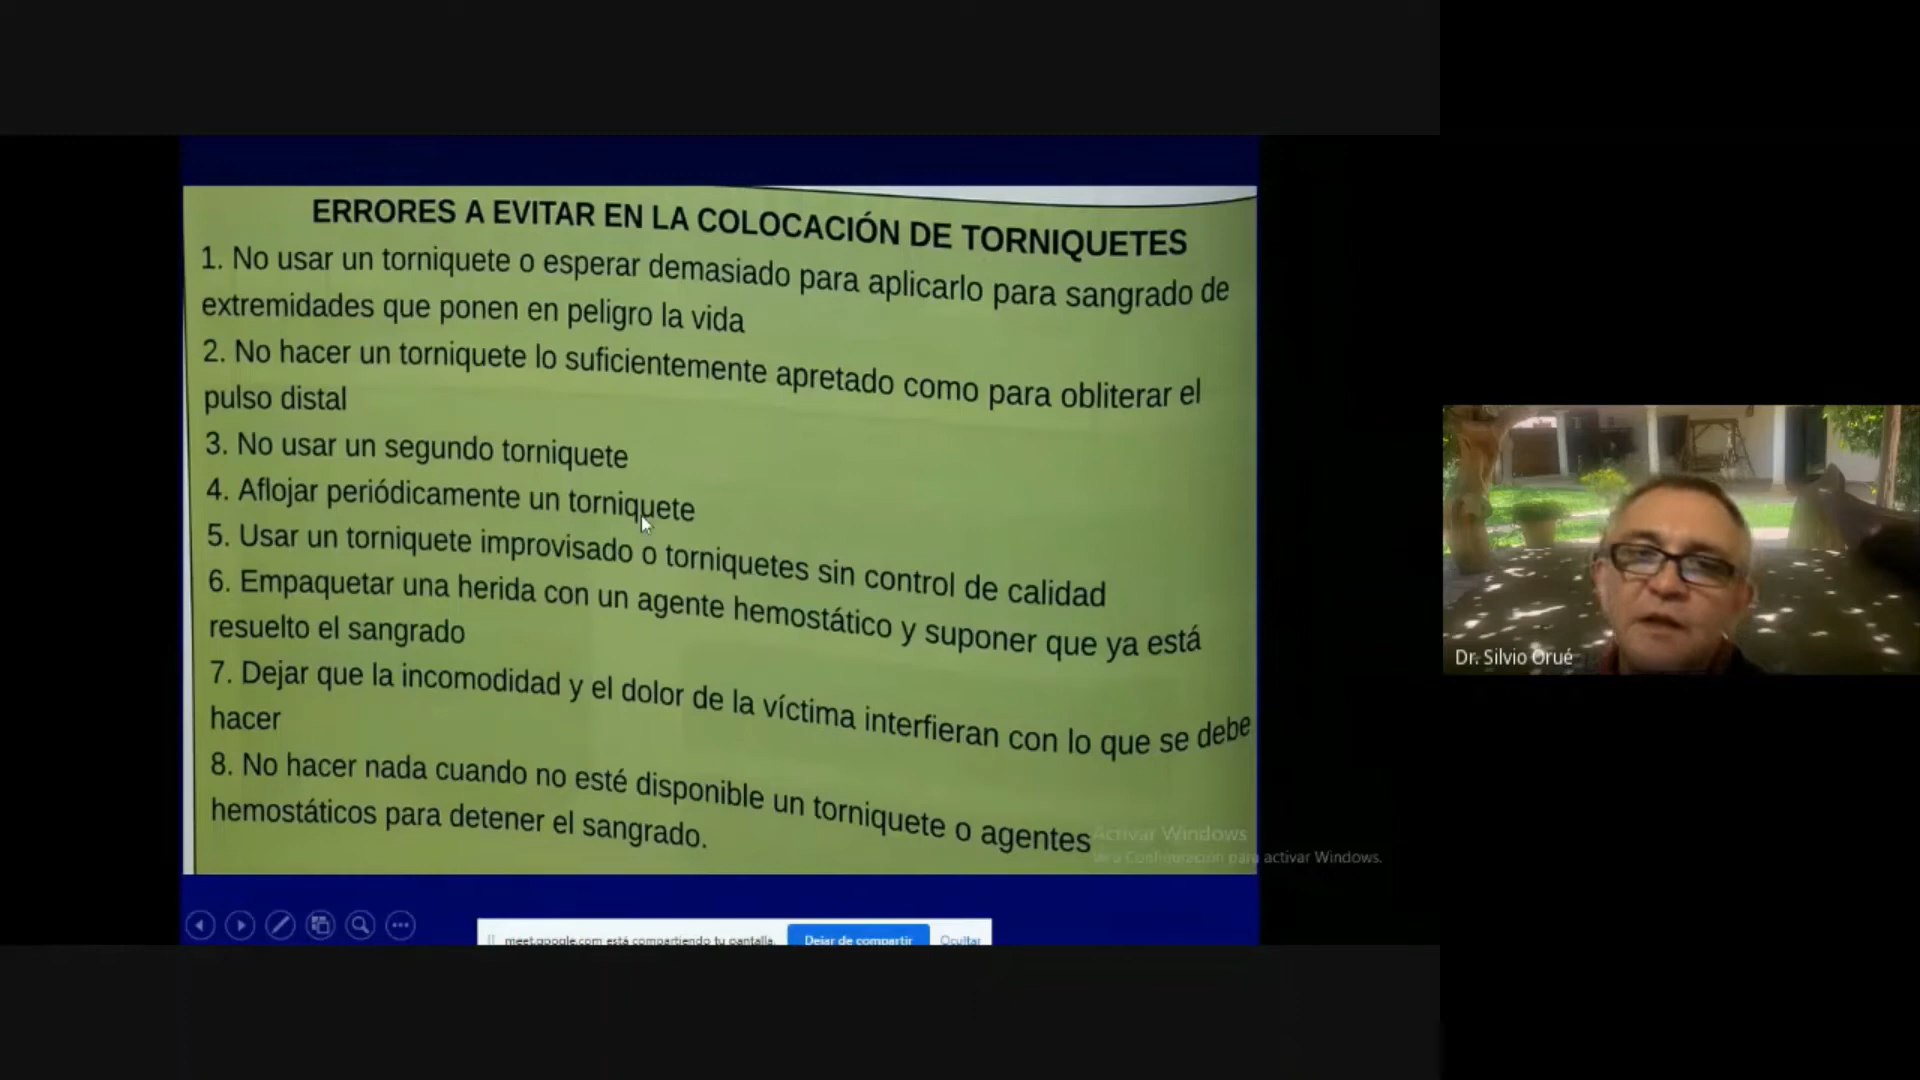 ERRORES A EVITAR EN LA COLOCACIÓN DE TORNIQUETES
1. No usar un torniquete o esperar demasiado para aplicarlo para sangrado de
extremidades que ponen en peligro la vida
2. No hacer un torniquete lo suficientemente apretado como para obliterar el
pulso distal
3. No usar un segundo torniquete
4. Aflojar periódicamente un torniquete
5. Usar un torniquete improvisado o torniquetes sin control de calidad
6. Empaquetar una herida con un agente hemostático y suponer que ya está
resuelto el sangrado
7. Dejar que la incomodidad y el dolor de la víctima interfieran con lo que se debe
hacer
8. No hacer nada cuando no esté disponible un torniquete o agentes
hemostáticos para detener el sangrado.
Activar Windows
Ve a Configuración para activar Windows.
meet.google.com está compartiendo tu pantalla.
Dejar de compartir
Ocultar
Dr. Silvio Orué